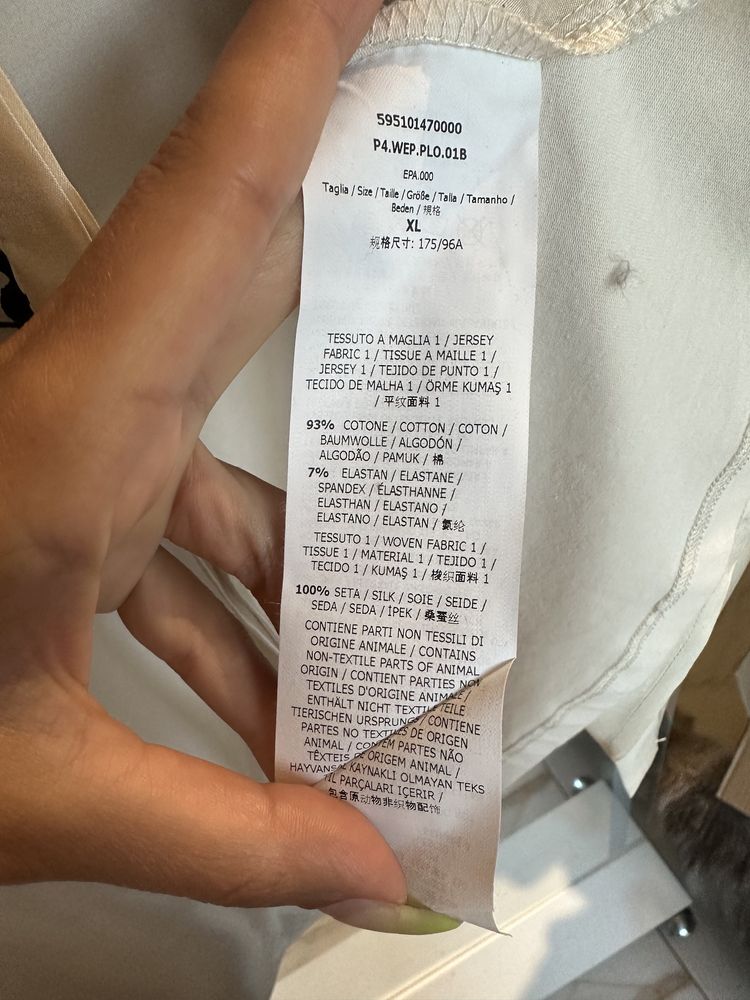 595101470000
P4.WEP.PLO.01B
EPA.000
Taglia / Size / Taille / Größe / Talla / Tamanho /
Beden / 规格
XL
规格尺寸: 175/96A
TESSUTO A MAGLIA 1 / JERSEY
FABRIC 1 / TISSUE A MAILLE 1 /
JERSEY 1 / TEJIDO DE PUNTO 1 /
TECIDO DE MALHA 1 / ÖRME KUMAŞ 1
/ 平纹面料 1
93% COTONE / COTTON / COTON /
BAUMWOLLE / ALGODÓN /
ALGODÃO / PAMUK / 棉
7% ELASTAN / ELASTANE /
SPANDEX / ÉLASTHANNE /
ELASTHAN / ELASTANO /
ELASTANO / ELASTAN / 氨纶
TESSUTO 1 / WOVEN FABRIC 1 /
TISSUE 1 / MATERIAL 1 / TEJIDO 1 /
TECIDO 1 / KUMAŞ 1 / 梭织面料 1
100% SETA / SILK / SOIE / SEIDE /
SEDA / SEDA / İPEK / 桑蚕丝
CONTIENE PARTI NON TESSILI DI
ORIGINE ANIMALE / CONTAINS
NON-TEXTILE PARTS OF ANIMAL
ORIGIN / CONTIENT PARTIES NON
TEXTILES D'ORIGINE ANIMALE /
ENTHÄLT NICHT TEXTILE TEILE
TIERISCHEN URSPRUNGS / CONTIENE
PARTES NO TEXTILES DE ORIGEN
ANIMAL / CONTÉM PARTES NÃO
TÊXTEIS DE ORIGEM ANIMAL /
HAYVANSAL KAYNAKLI OLMAYAN TEKS
TİL PARÇALARI İÇERIR /
包含原动物非织物配饰